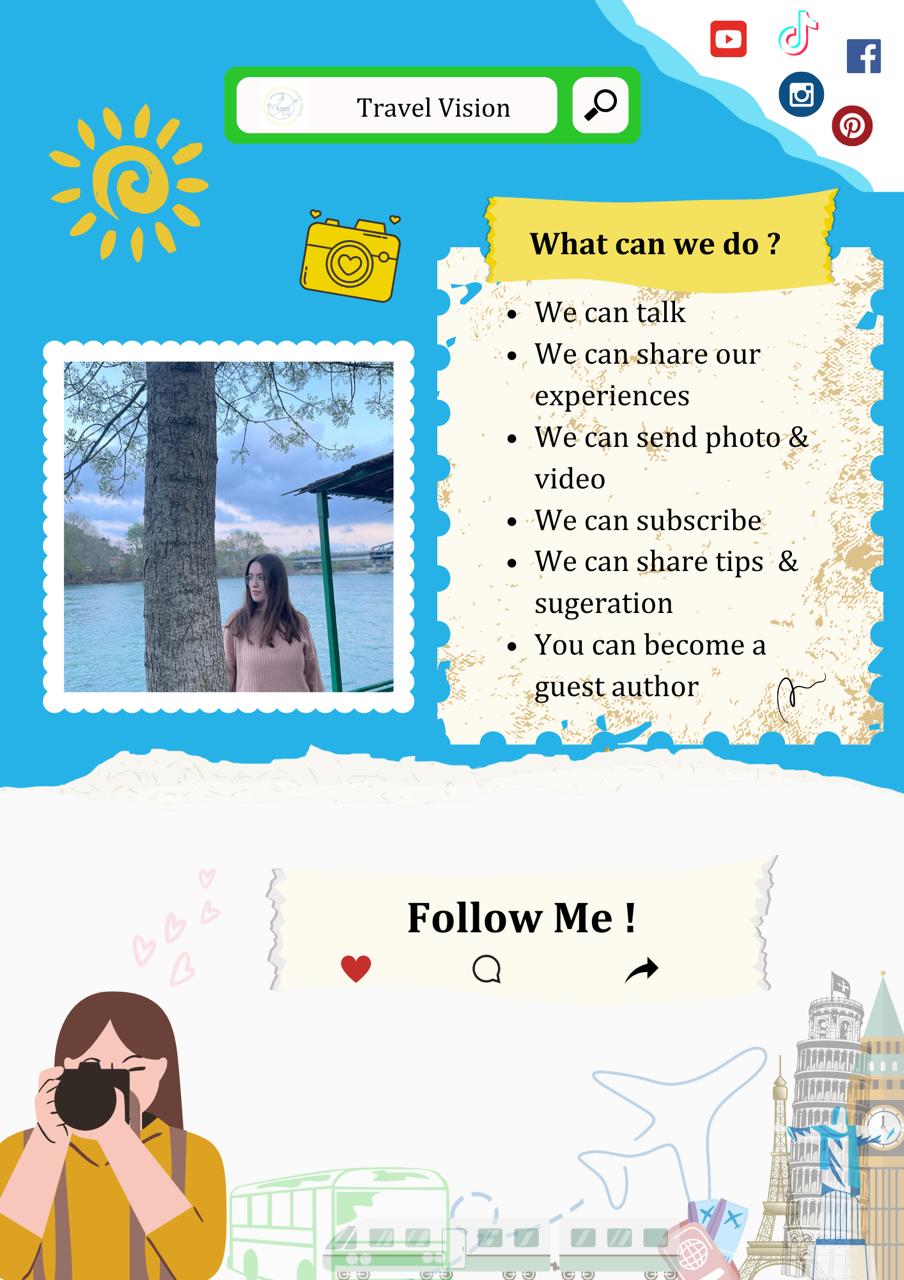 Travel Vision
What can we do ?
• We can talk
• We can share our
experiences
• We can send photo &
video
• We can subscribe
• We can share tips &
sugeration
• You can become a
guest author
Follow Me !